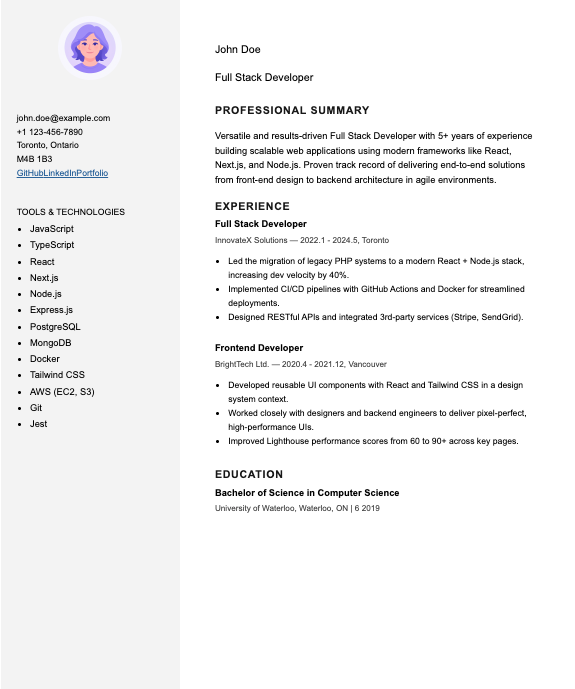 john.doe@example.com
+1 123-456-7890
Toronto, Ontario
M4B 1B3
GitHubLinkedInPortfolio
TOOLS & TECHNOLOGIES
• JavaScript
• TypeScript
• React
• Next.js
• Node.js
• Express.js
• PostgreSQL
• MongoDB
• Docker
• Tailwind CSS
• AWS (EC2, S3)
• Git
• Jest
John Doe
Full Stack Developer
PROFESSIONAL SUMMARY
Versatile and results-driven Full Stack Developer with 5+ years of experience
building scalable web applications using modern frameworks like React,
Next.js, and Node.js. Proven track record of delivering end-to-end solutions
from front-end design to backend architecture in agile environments.
EXPERIENCE
Full Stack Developer
InnovateX Solutions — 2022.1 - 2024.5, Toronto
• Led the migration of legacy PHP systems to a modern React + Node.js stack,
increasing dev velocity by 40%.
• Implemented CI/CD pipelines with GitHub Actions and Docker for streamlined
deployments.
• Designed RESTful APIs and integrated 3rd-party services (Stripe, SendGrid).
Frontend Developer
BrightTech Ltd. — 2020.4 - 2021.12, Vancouver
• Developed reusable UI components with React and Tailwind CSS in a design
system context.
• Worked closely with designers and backend engineers to deliver pixel-perfect,
high-performance UIs.
• Improved Lighthouse performance scores from 60 to 90+ across key pages.
EDUCATION
Bachelor of Science in Computer Science
University of Waterloo, Waterloo, ON | 6 2019